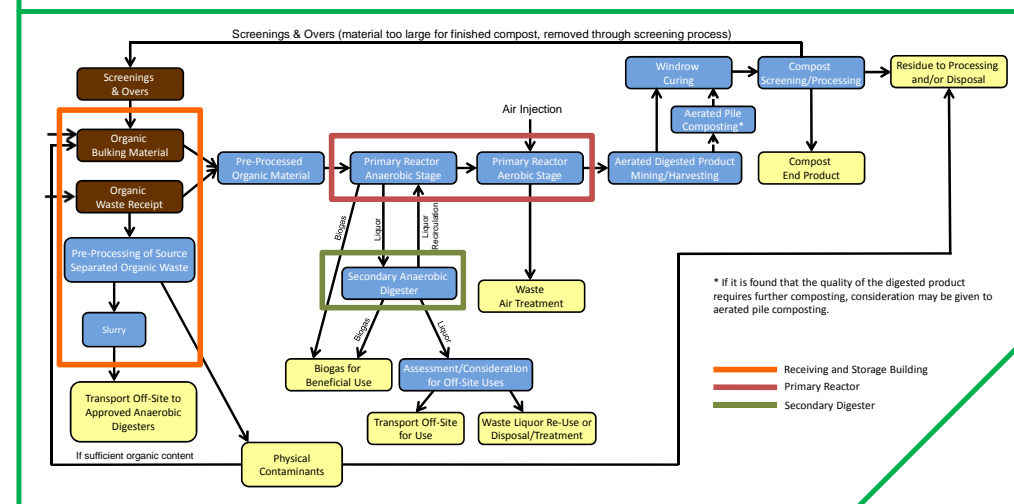 Screenings & Overs (material too large for finished compost, removed through screening process)
Screenings
& Overs
Windrow
Curing
Compost
Screening/Processing
Residue to Processing
and/or Disposal
Air Injection
Aerated Pile
Composting*
Organic
Bulking Material
Pre-Processed
Organic Material
Primary Reactor
Anaerobic Stage
Primary Reactor
Aerobic Stage
Aerated Digested Product
Mining/Harvesting
Compost
End Product
Organic
Waste Receipt
Biogas
Liquor
Liquor
Recirculation
Pre-Processing of Source
Separated Organic Waste
Secondary Anaerobic
Digester
Waste
Air Treatment
* If it is found that the quality of the digested product
requires further composting, consideration may be given to
aerated pile composting.
Slurry
Biogas
Liquor
Biogas for
Beneficial Use
Assessment/Consideration
for Off-Site Uses
Receiving and Storage Building
Primary Reactor
Secondary Digester
Transport Off-Site to
Approved Anaerobic
Digesters
Transport Off-Site
for Use
Waste Liquor Re-Use or
Disposal/Treatment
If sufficient organic content
Physical
Contaminants